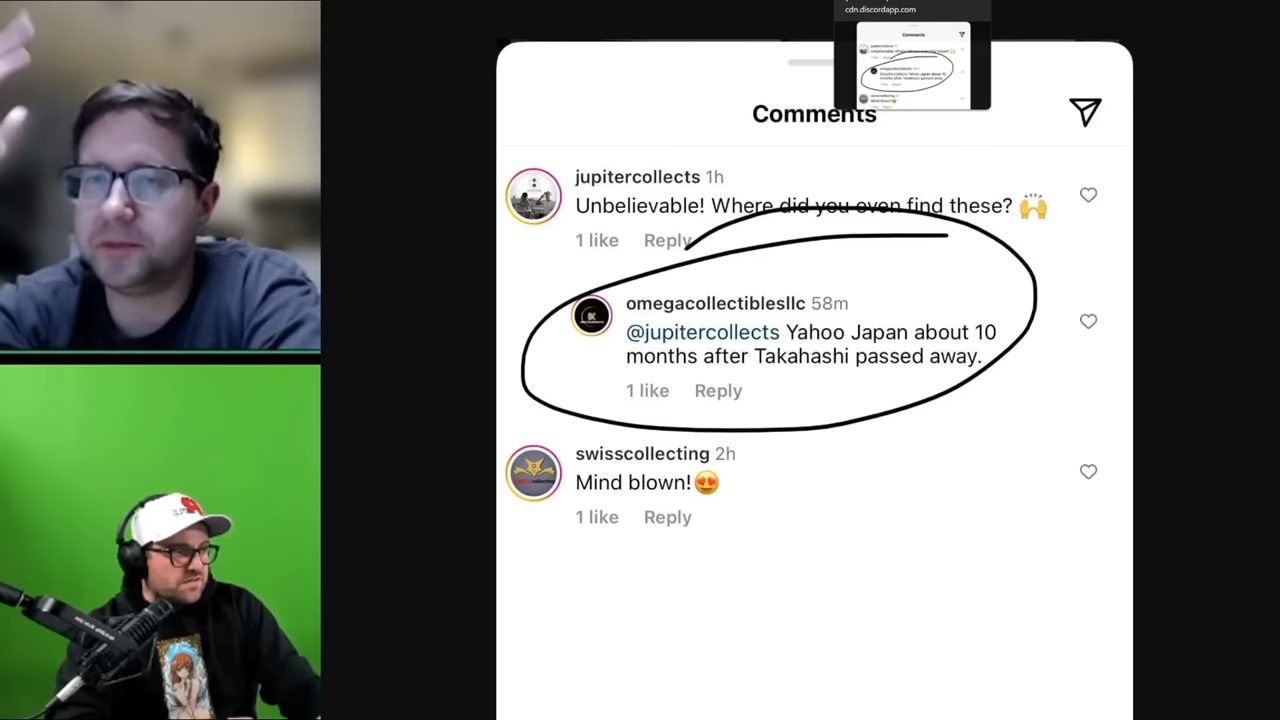 cdn.discordapp.com
Comments
jupitercollects 1h
Unbelievable! Where did you even find these? 🙌
1 like Reply
omegacollectiblesllc 58m
@jupitercollects Yahoo Japan about 10
months after Takahashi passed away.
1 like Reply
swisscollecting 2h
Mind blown!😍
1 like Reply